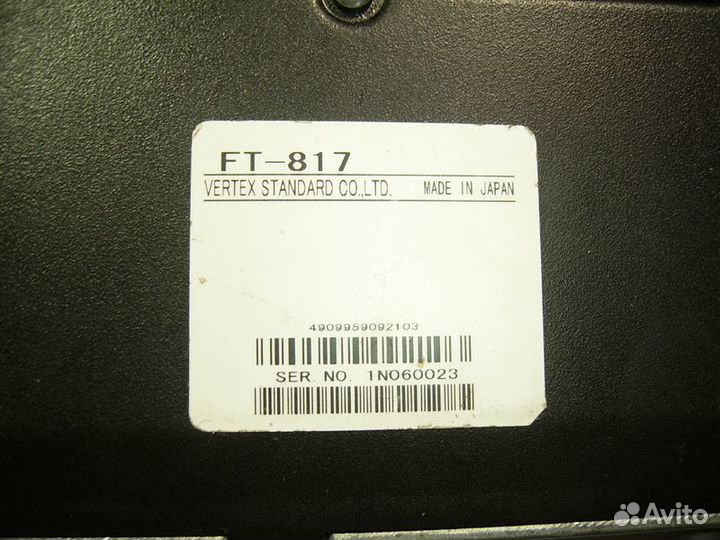 FT-817
VERTEX STANDARD CO.,LTD. MADE IN JAPAN
4909959092103
SER. NO. 1N060023
Avito